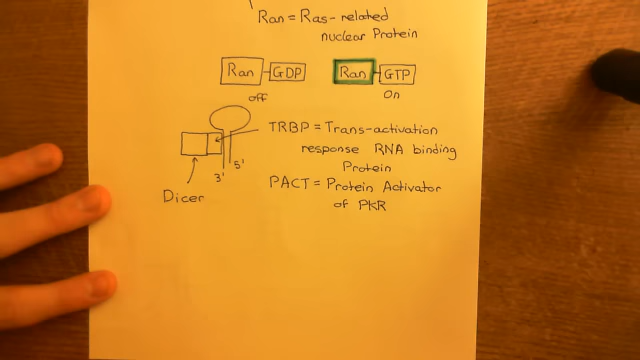 Ran = Ras-related
nuclear Protein
Ran GDP Ran GTP
off On
TRBP = Trans-activation
response RNA binding
Protein
3' 5'
PACT = Protein Activator
of PKR
Dicer